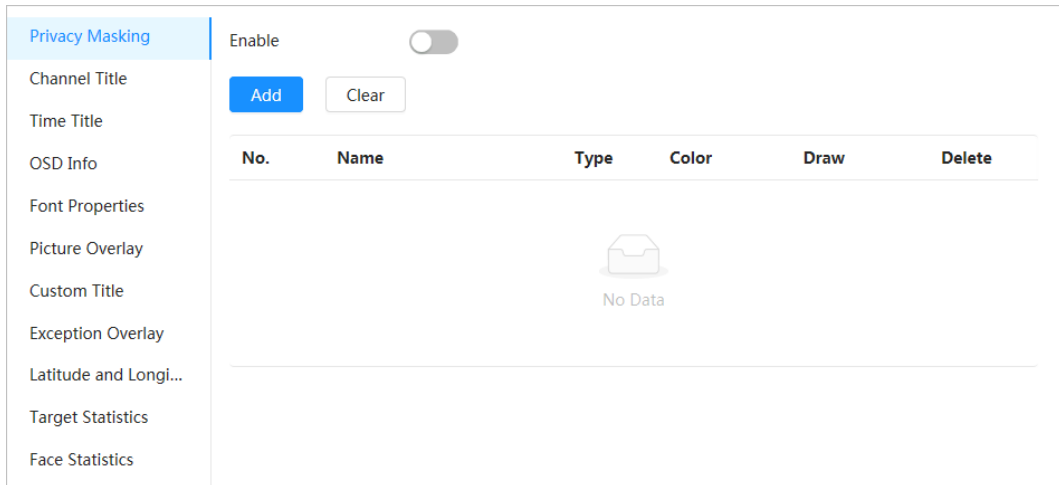 Privacy Masking
Channel Title
Time Title
OSD Info
Font Properties
Picture Overlay
Custom Title
Exception Overlay
Latitude and Longi...
Target Statistics
Face Statistics
Enable
Add Clear
No. Name Type Color Draw Delete
No Data